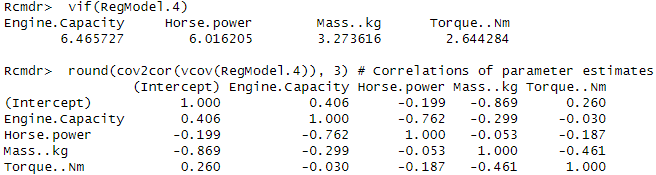 Rcmdr>  vif(RegModel.4)
Engine.Capacity     Horse.power        Mass..kg      Torque..Nm
       6.465727        6.016205        3.273616        2.644284
Rcmdr>  round(cov2cor(vcov(RegModel.4)), 3) # Correlations of parameter estimates
                (Intercept) Engine.Capacity Horse.power Mass..kg Torque..Nm
(Intercept)           1.000           0.406      -0.199   -0.869      0.260
Engine.Capacity       0.406           1.000      -0.762   -0.299     -0.030
Horse.power          -0.199          -0.762       1.000   -0.053     -0.187
Mass..kg             -0.869          -0.299      -0.053    1.000     -0.461
Torque..Nm            0.260          -0.030      -0.187   -0.461      1.000